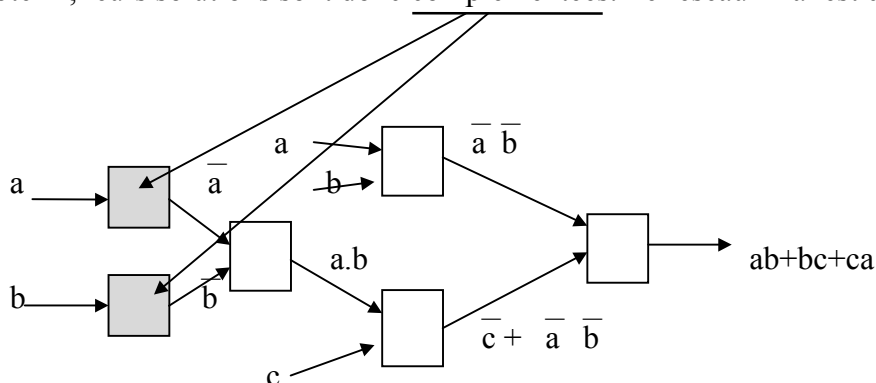 a b a̅ b̅
a a̅
b
a.b
ab+bc+ca
b b̅
c̅ + a̅ b̅
c